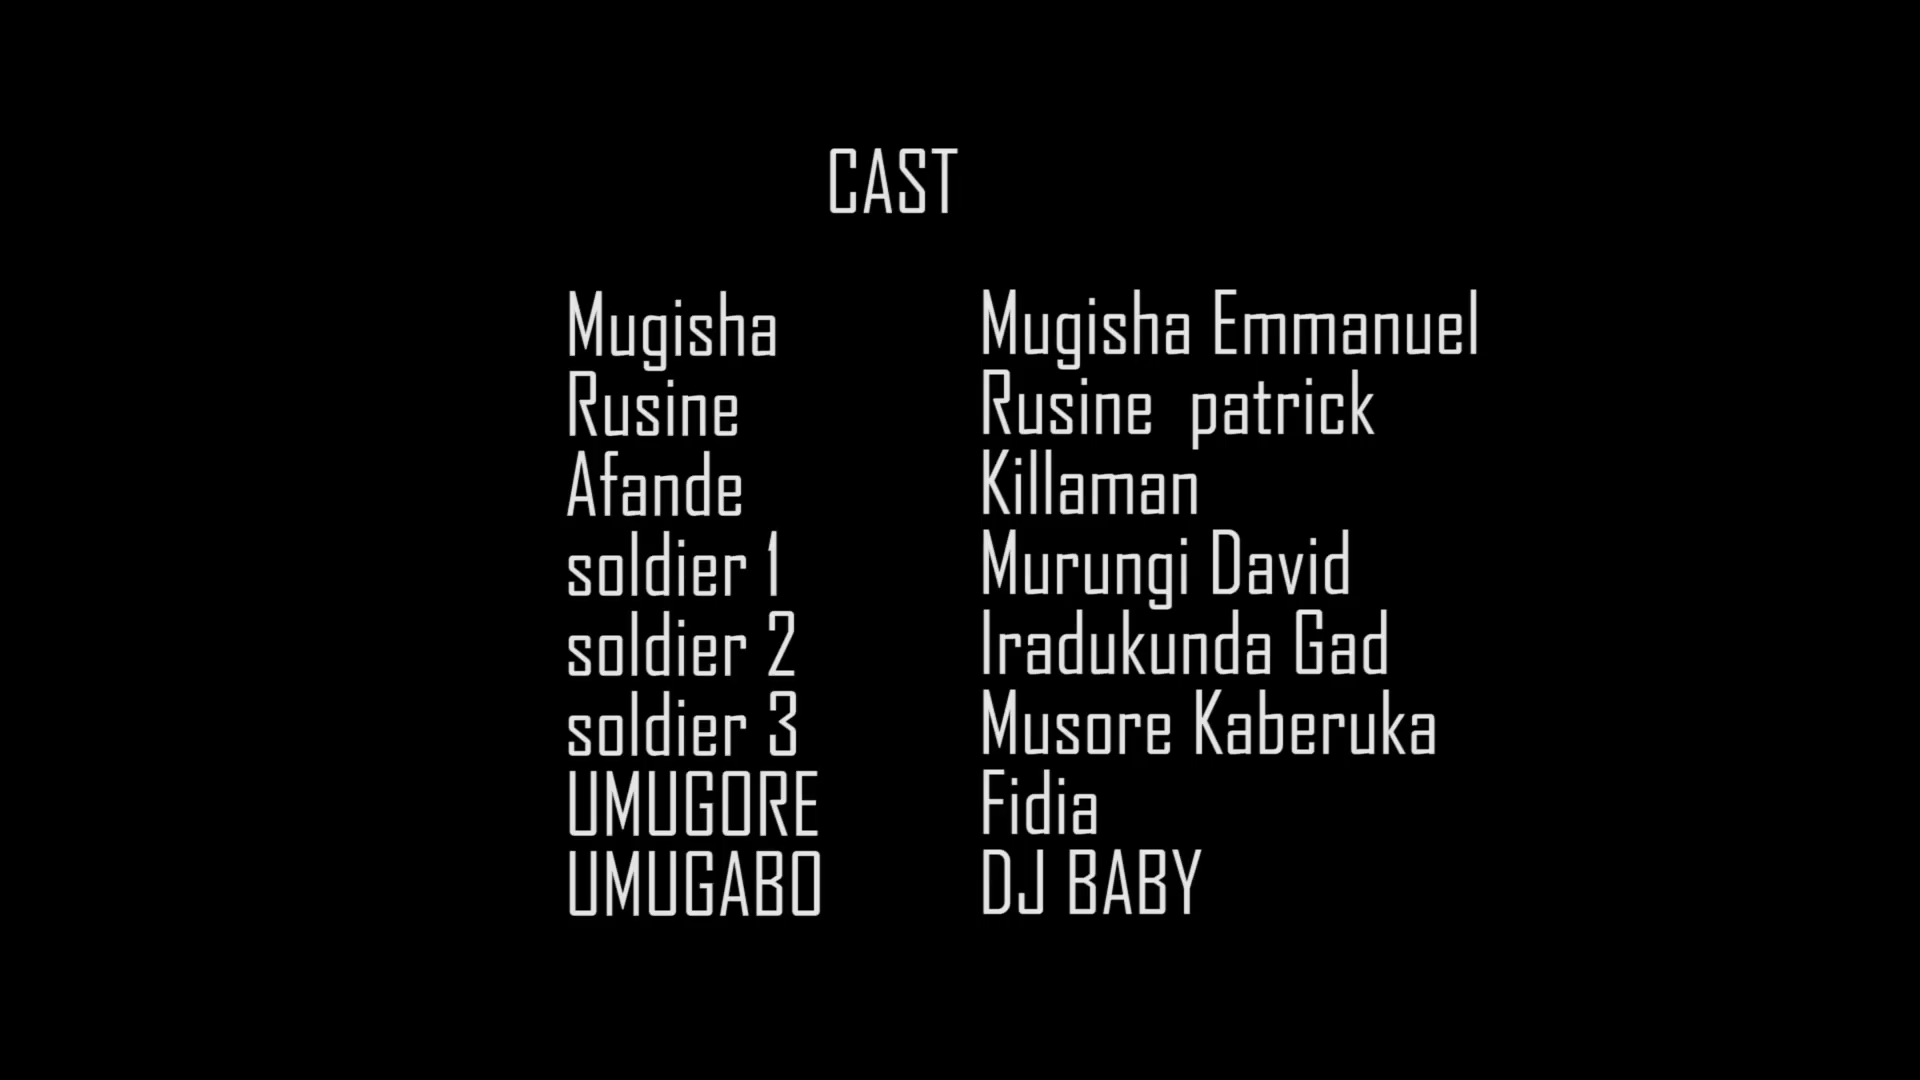 CAST
Mugisha Mugisha Emmanuel
Rusine Rusine patrick
Afande Killaman
soldier 1 Murungi David
soldier 2 Iradukunda Gad
soldier 3 Musore Kaberuka
UMUGORE Fidia
UMUGABO DJ BABY